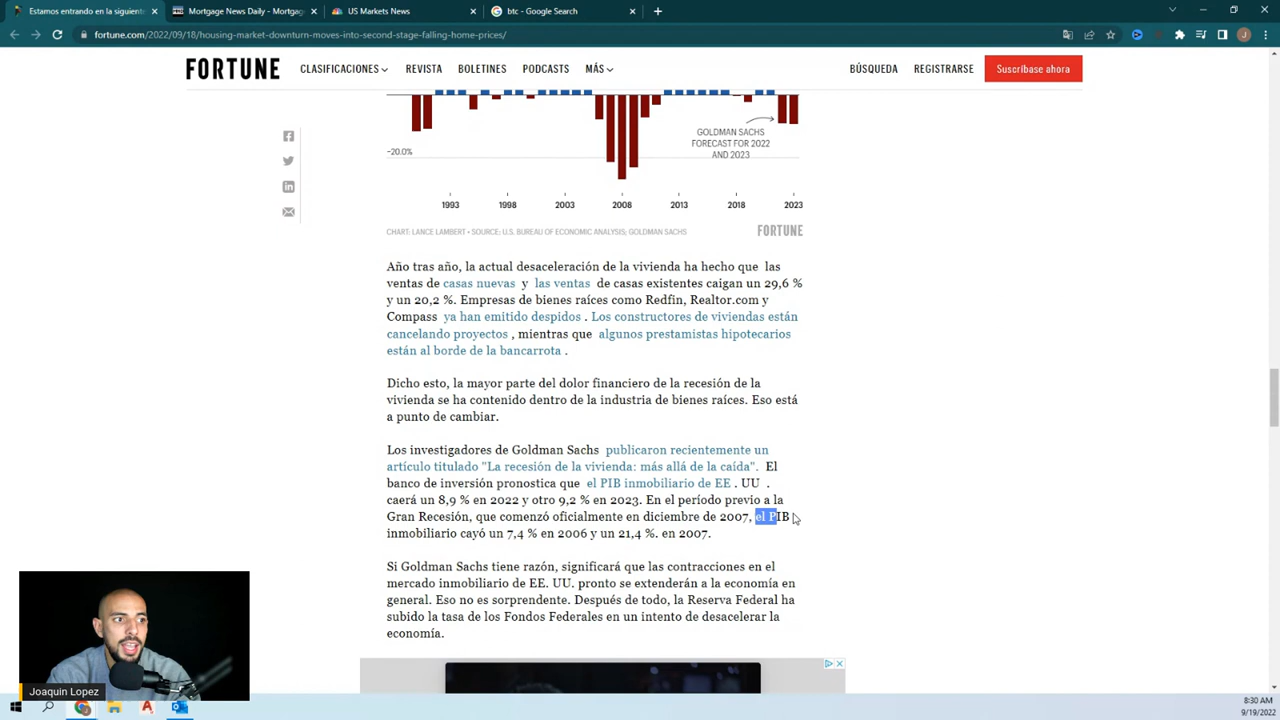 Estamos entrando en la siguiente
Mortgage News Daily - Mortgag
US Markets News
btc - Google Search
fortune.com/2022/09/18/housing-market-downturn-moves-into-second-stage-falling-home-prices/
FORTUNE
CLASIFICACIONES
REVISTA
BOLETINES
PODCASTS
MÁS
BÚSQUEDA
REGISTRARSE
Suscríbase ahora
GOLDMAN SACHS
FORECAST FOR 2022
AND 2023
-20.0%
1993 1998 2003 2008 2013 2018 2023
CHART: LANCE LAMBERT • SOURCE: U.S. BUREAU OF ECONOMIC ANALYSIS; GOLDMAN SACHS
FORTUNE
Año tras año, la actual desaceleración de la vivienda ha hecho que las
ventas de casas nuevas y las ventas de casas existentes caigan un 29,6 %
y un 20,2 %. Empresas de bienes raíces como Redfin, Realtor.com y
Compass ya han emitido despidos . Los constructores de viviendas están
cancelando proyectos , mientras que algunos prestamistas hipotecarios
están al borde de la bancarrota .
Dicho esto, la mayor parte del dolor financiero de la recesión de la
vivienda se ha contenido dentro de la industria de bienes raíces. Eso está
a punto de cambiar.
Los investigadores de Goldman Sachs publicaron recientemente un
artículo titulado "La recesión de la vivienda: más allá de la caída". El
banco de inversión pronostica que el PIB inmobiliario de EE . UU .
caerá un 8,9 % en 2022 y otro 9,2 % en 2023. En el período previo a la
Gran Recesión, que comenzó oficialmente en diciembre de 2007, el PIB
inmobiliario cayó un 7,4 % en 2006 y un 21,4 %. en 2007.
Si Goldman Sachs tiene razón, significará que las contracciones en el
mercado inmobiliario de EE. UU. pronto se extenderán a la economía en
general. Eso no es sorprendente. Después de todo, la Reserva Federal ha
subido la tasa de los Fondos Federales en un intento de desacelerar la
economía.
Joaquin Lopez
8:30 AM
9/19/2022